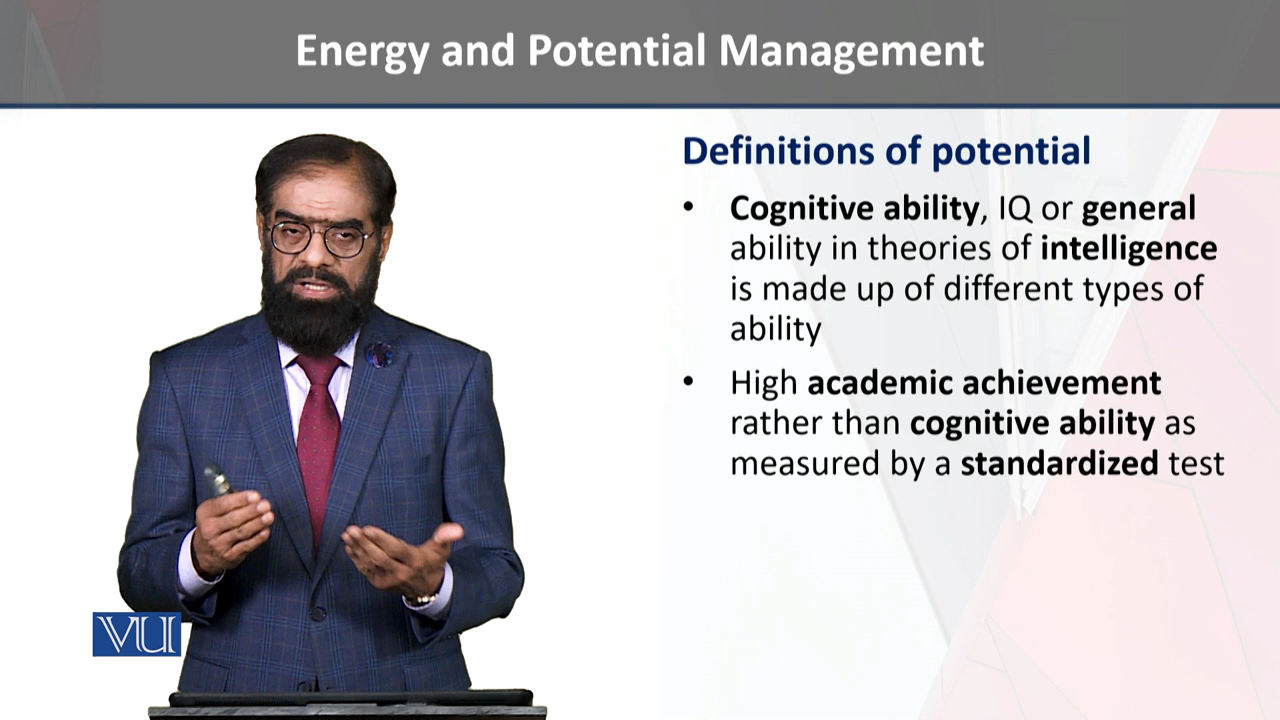 Energy and Potential Management
Definitions of potential
• Cognitive ability, IQ or general
ability in theories of intelligence
is made up of different types of
ability
• High academic achievement
rather than cognitive ability as
measured by a standardized test
VU